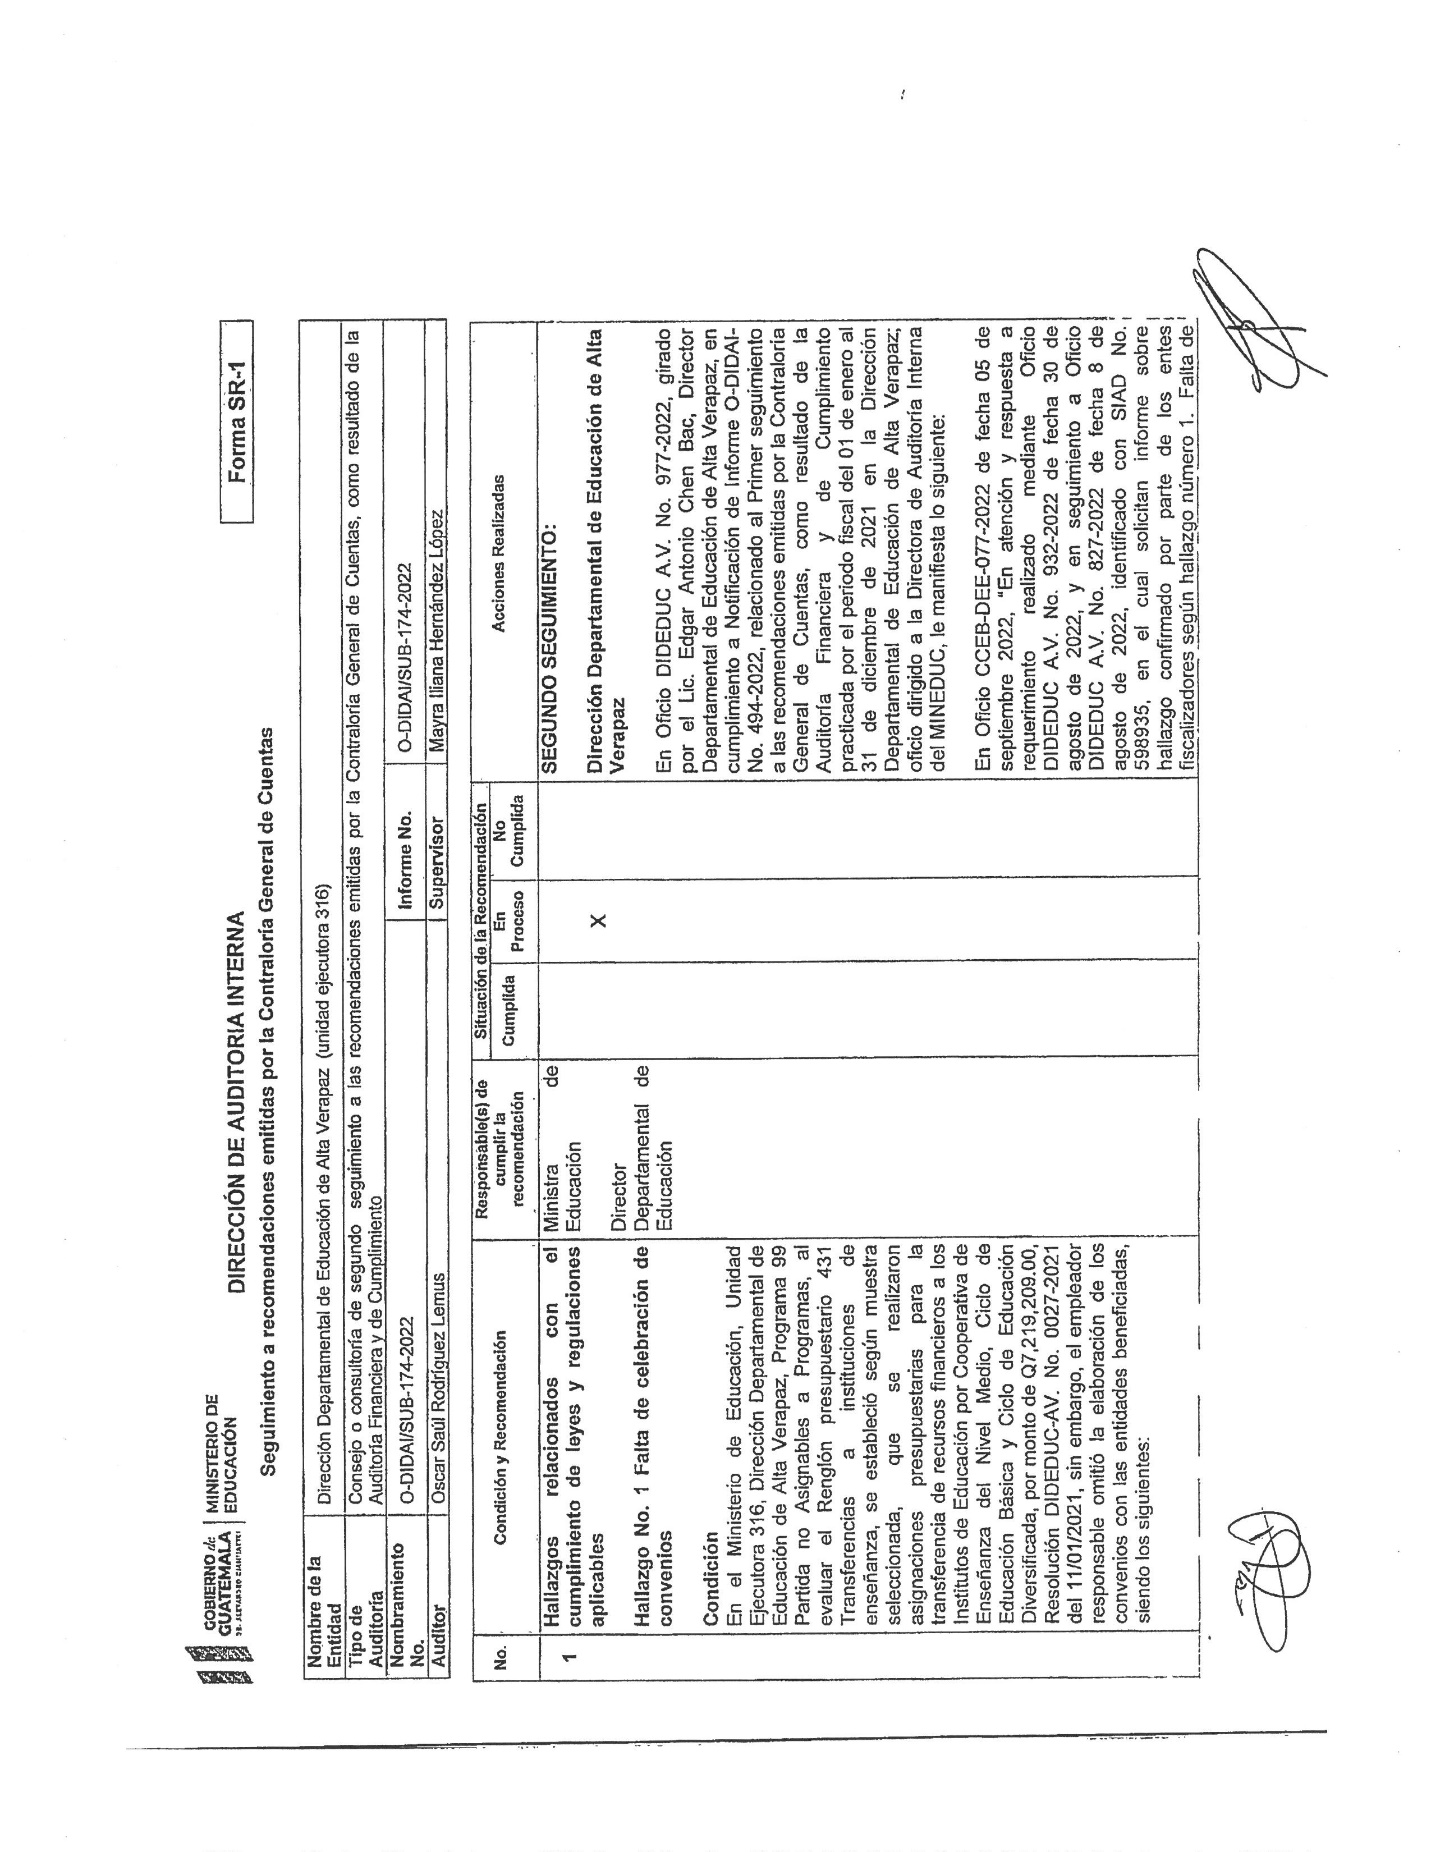 GOBIERNO de
GUATEMALA
DR. ALEJANDRO GIAMMATTEI
MINISTERIO DE
EDUCACIÓN
DIRECCIÓN DE AUDITORIA INTERNA
Forma SR-1
Seguimiento a recomendaciones emitidas por la Contraloría General de Cuentas
Nombre de la
Entidad
Dirección Departamental de Educación de Alta Verapaz (unidad ejecutora 316)
Tipo de
Auditoría
Consejo o consultoría de segundo seguimiento a las recomendaciones emitidas por la Contraloría General de Cuentas, como resultado de la
Auditoría Financiera y de Cumplimiento
Nombramiento
No.
O-DIDAI/SUB-174-2022
Informe No.
O-DIDAI/SUB-174-2022
Auditor
Oscar Saúl Rodríguez Lemus
Supervisor
Mayra Iliana Hernández López
No.
Condición y Recomendación
Responsable(s) de
cumplir la
recomendación
Situación de la Recomendación
Cumplida
En
Proceso
No
Cumplida
Acciones Realizadas
1
Hallazgos relacionados con el
cumplimiento de leyes y regulaciones
aplicables
Hallazgo No. 1 Falta de celebración de
convenios
Condición
En el Ministerio de Educación, Unidad
Ejecutora 316, Dirección Departamental de
Educación de Alta Verapaz, Programa 99
Partida no Asignables a Programas, al
evaluar el Renglón presupuestario 431
Transferencias a instituciones de
enseñanza, se estableció según muestra
seleccionada, que se realizaron
asignaciones presupuestarias para la
transferencia de recursos financieros a los
Institutos de Educación por Cooperativa de
Enseñanza del Nivel Medio, Ciclo de
Educación Básica y Ciclo de Educación
Diversificada, por monto de Q7,219,209.00,
Resolución DIDEDUC-AV. No. 0027-2021
del 11/01/2021, sin embargo, el empleador
responsable omitió la elaboración de los
convenios con las entidades beneficiadas,
siendo los siguientes:
Ministra de
Educación
Director
Departamental de
Educación
X
SEGUNDO SEGUIMIENTO:
Dirección Departamental de Educación de Alta
Verapaz
En Oficio DIDEDUC A.V. No. 977-2022, girado
por el Lic. Edgar Antonio Chen Bac, Director
Departamental de Educación de Alta Verapaz, en
cumplimiento a Notificación de Informe O-DIDAI-
No. 494-2022, relacionado al Primer seguimiento
a las recomendaciones emitidas por la Contraloría
General de Cuentas, como resultado de la
Auditoría Financiera y de Cumplimiento
practicada por el periodo fiscal del 01 de enero al
31 de diciembre de 2021 en la Dirección
Departamental de Educación de Alta Verapaz;
oficio dirigido a la Directora de Auditoría Interna
del MINEDUC, le manifiesta lo siguiente:
En Oficio CCEB-DEE-077-2022 de fecha 05 de
septiembre 2022, "En atención y respuesta a
requerimiento realizado mediante Oficio
DIDEDUC A.V. No. 932-2022 de fecha 30 de
agosto de 2022, y en seguimiento a Oficio
DIDEDUC A.V. No. 827-2022 de fecha 8 de
agosto de 2022, identificado con SIAD No.
598935, en el cual solicitan informe sobre
hallazgo confirmado por parte de los entes
fiscalizadores según hallazgo número 1. Falta de